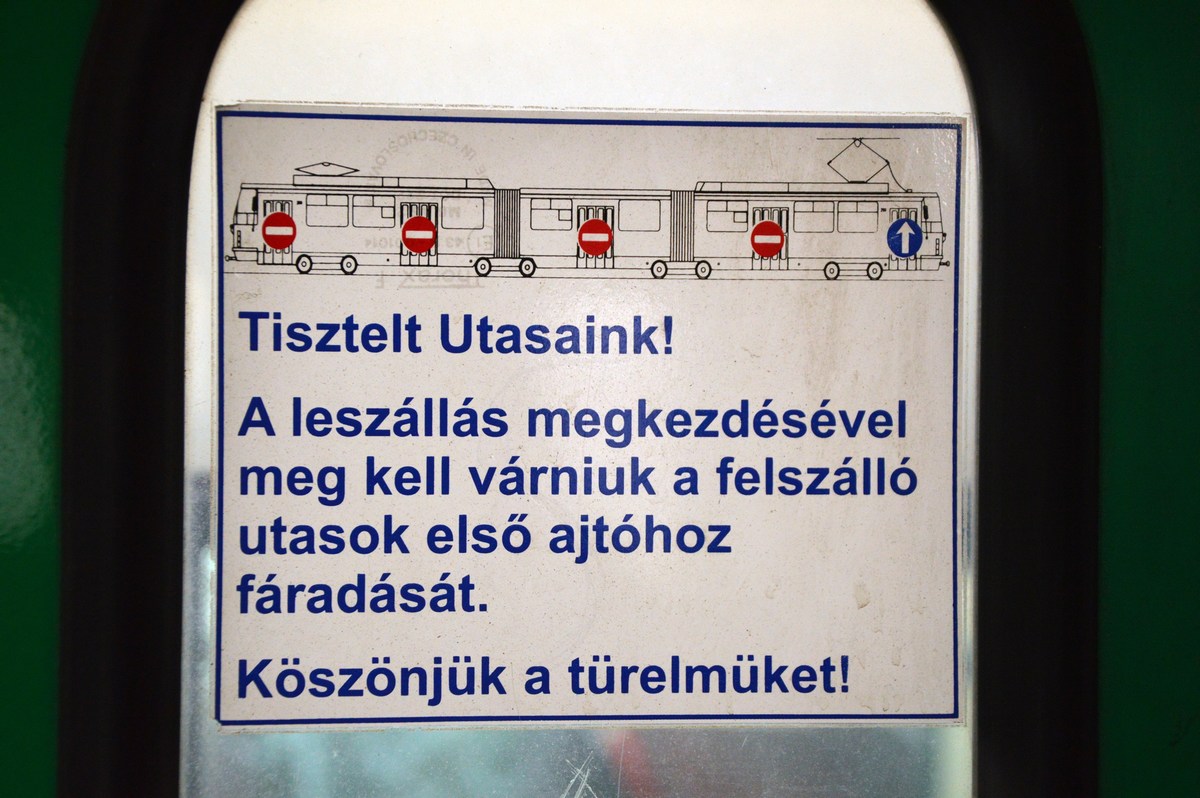 Tisztelt Utasaink!
A leszállás megkezdésével
meg kell várniuk a felszálló
utasok első ajtóhoz
fáradását.
Köszönjük a türelmüket!